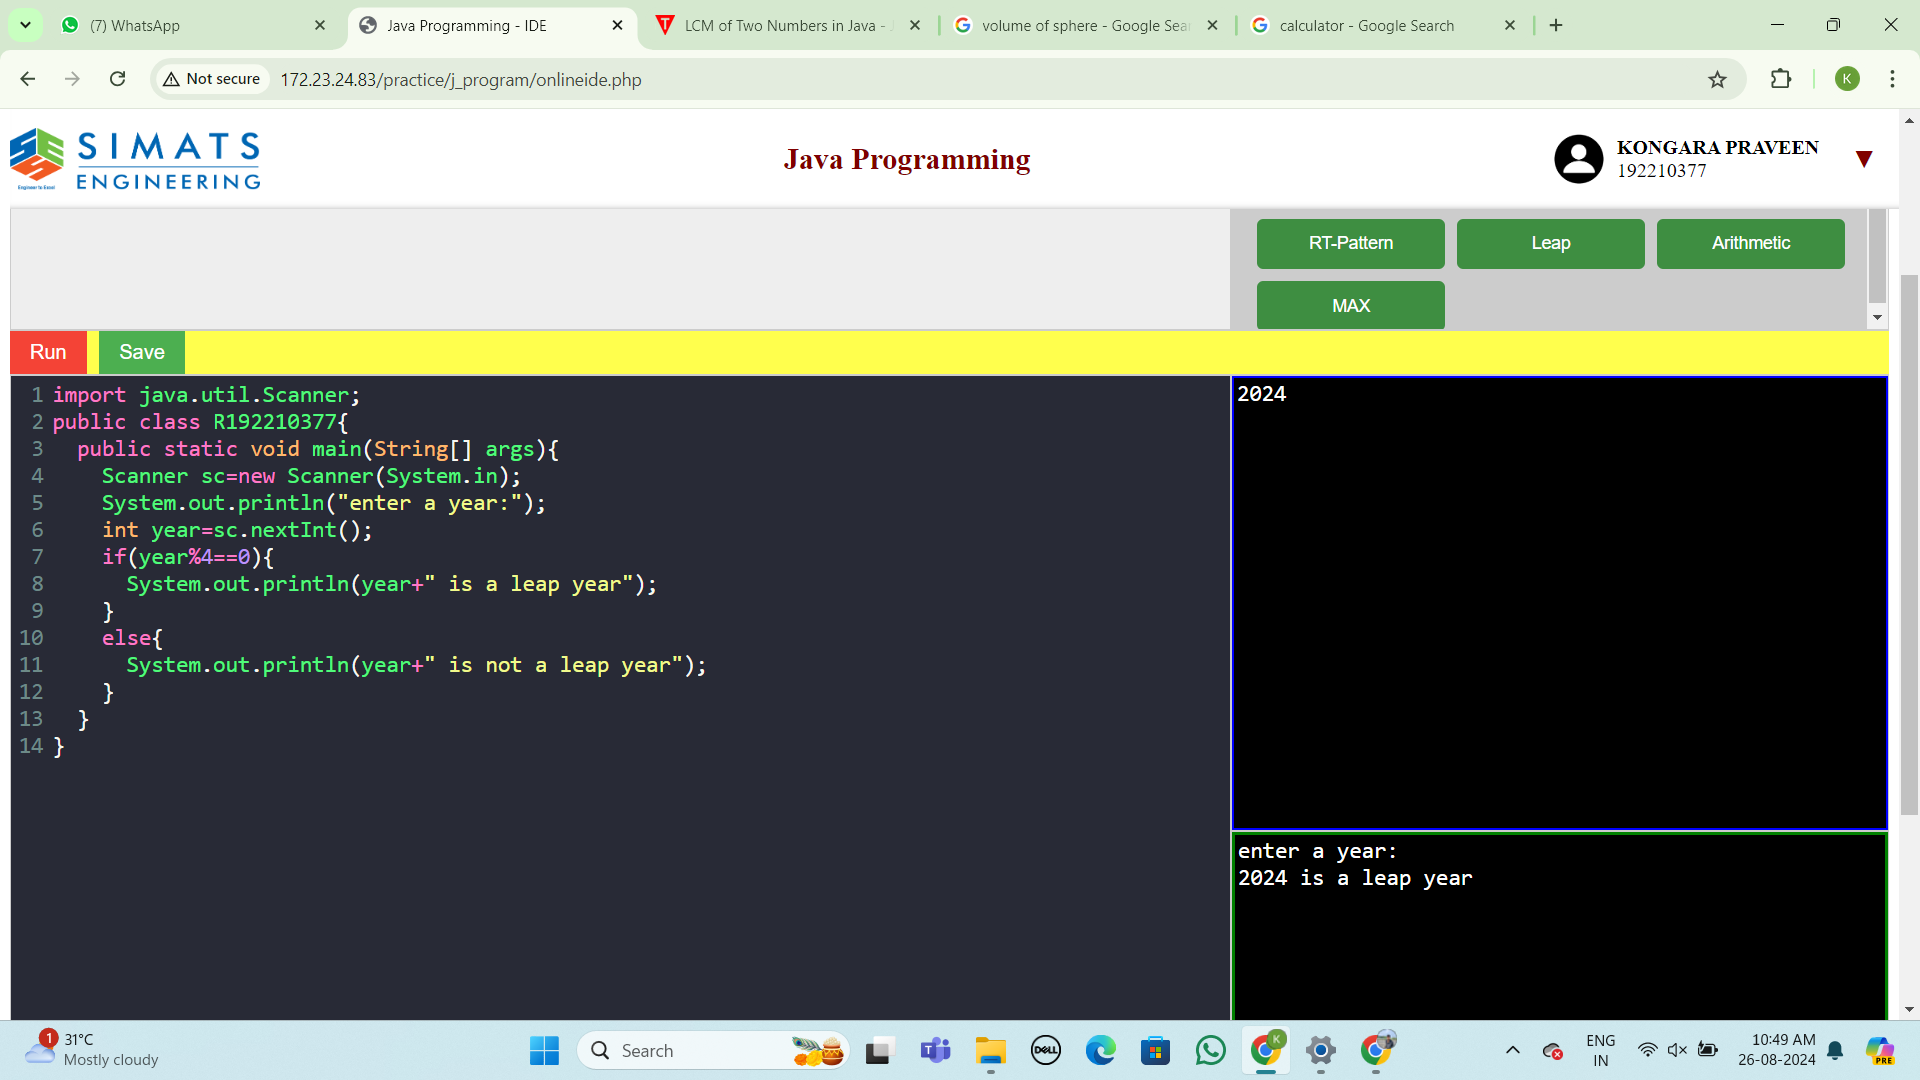 (7) WhatsApp
Java Programming - IDE
LCM of Two Numbers in Java -
volume of sphere - Google Sea
calculator - Google Search
Not secure
172.23.24.83/practice/j_program/onlineide.php
K
SIMATS
ENGINEERING
Engineer to Excel
Java Programming
KONGARA PRAVEEN
192210377
RT-Pattern
Leap
Arithmetic
MAX
Run
Save
1 import java.util.Scanner;
2 public class R192210377{
3 public static void main(String[] args){
4 Scanner sc=new Scanner(System.in);
5 System.out.println("enter a year:");
6 int year=sc.nextInt();
7 if(year%4==0){
8 System.out.println(year+" is a leap year");
9 }
10 else{
11 System.out.println(year+" is not a leap year");
12 }
13 }
14 }
2024
enter a year:
2024 is a leap year
1
31°C
Mostly cloudy
Search
DELL
K
ENG
IN
10:49 AM
26-08-2024
PRE